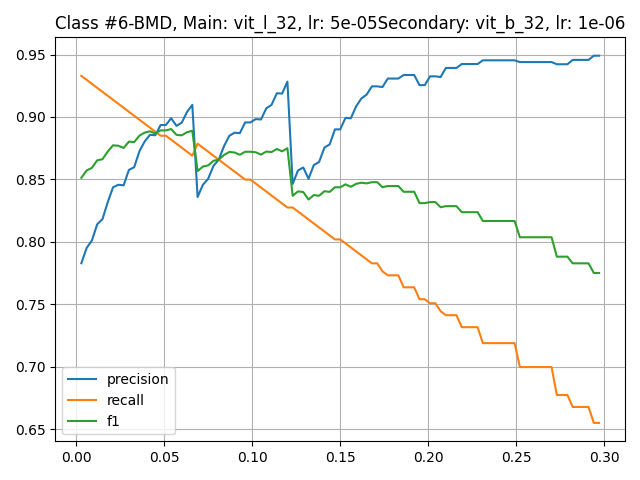 Class #6-BMD, Main: vit_l_32, lr: 5e-05Secondary: vit_b_32, lr: 1e-06
0.95
0.90
0.85
0.80
0.75
0.70
0.65
precision
recall
f1
0.00 0.05 0.10 0.15 0.20 0.25 0.30